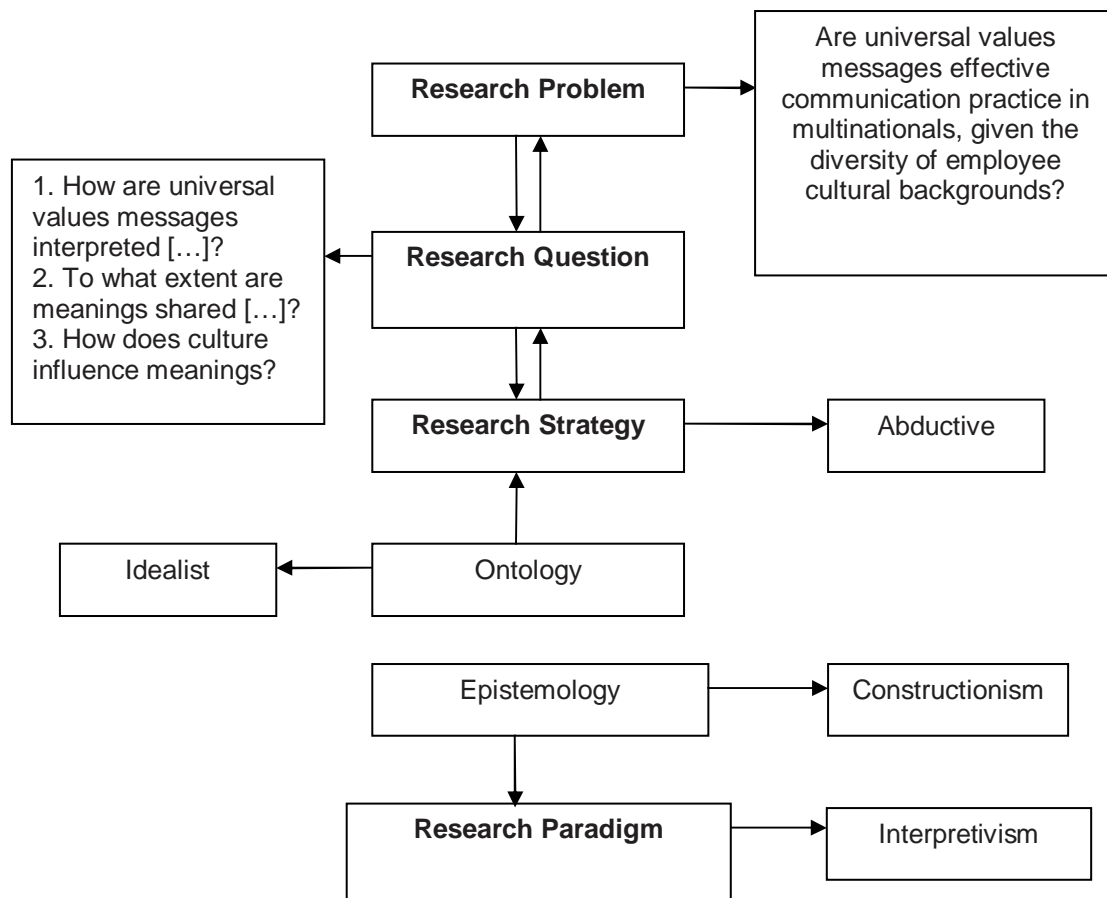 Research Problem
Are universal values
messages effective
communication practice in
multinationals, given the
diversity of employee
cultural backgrounds?
1. How are universal
values messages
interpreted […]?
2. To what extent are
meanings shared […]?
3. How does culture
influence meanings?
Research Question
Research Strategy
Abductive
Idealist
Ontology
Epistemology
Constructionism
Research Paradigm
Interpretivism